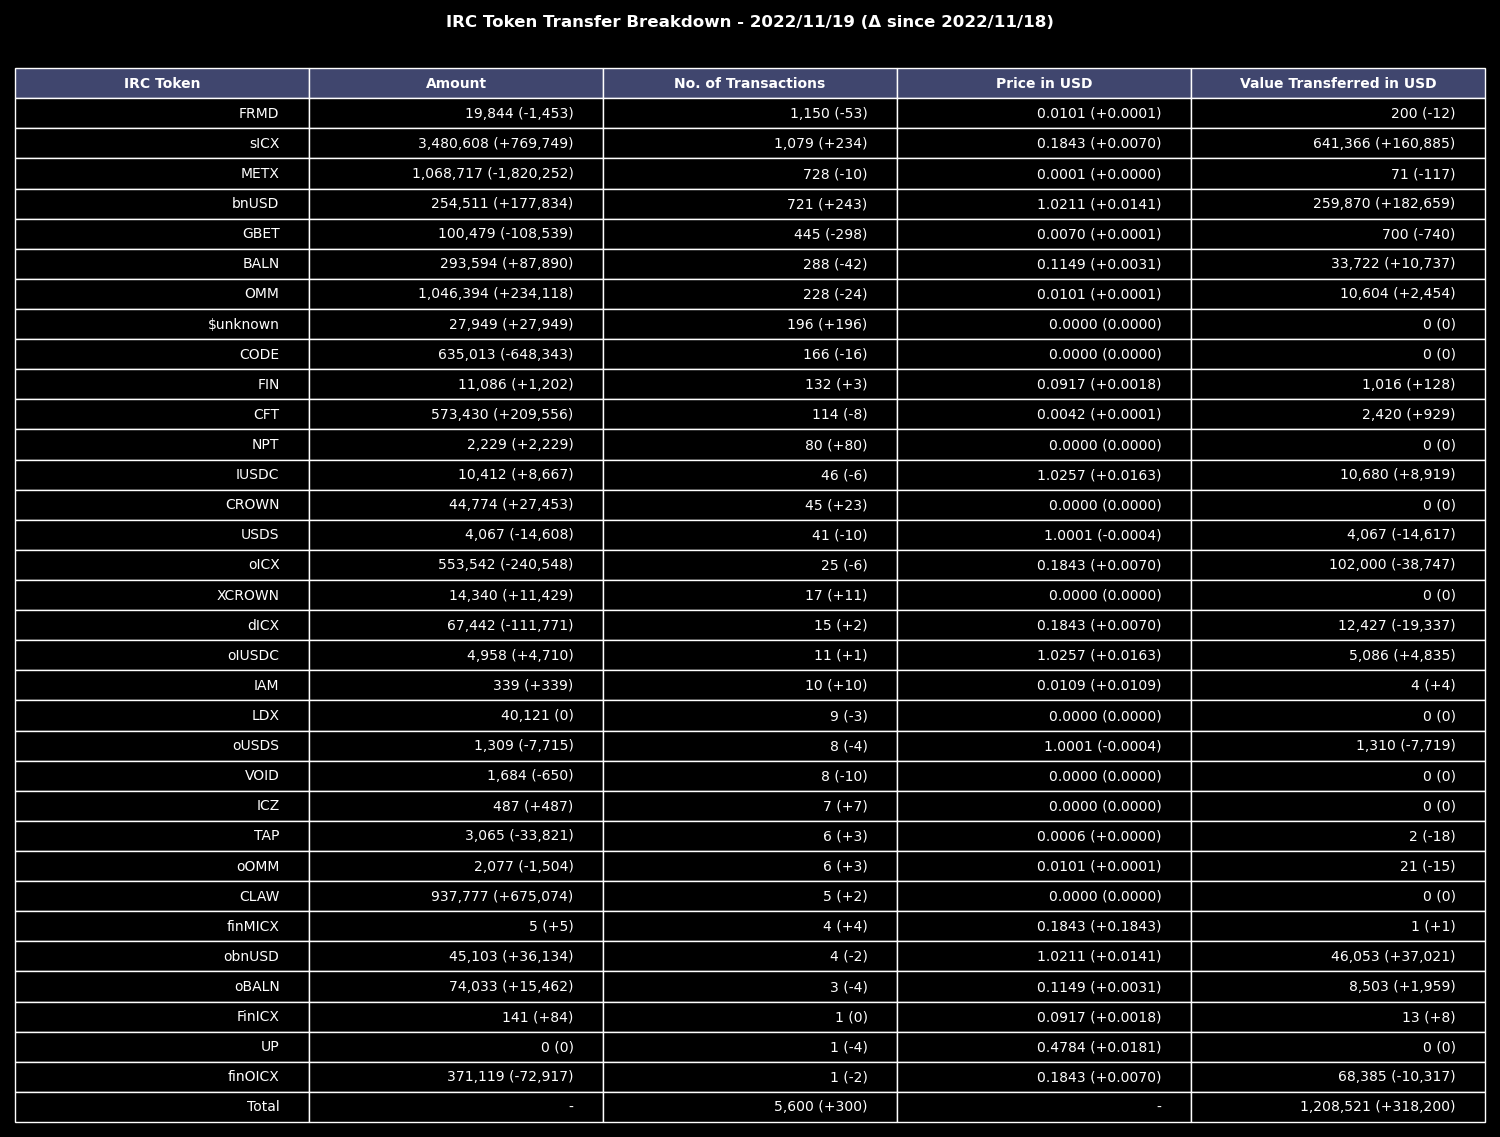 IRC Token Transfer Breakdown - 2022/11/19 (Δ since 2022/11/18)
IRC Token Amount No. of Transactions Price in USD Value Transferred in USD
FRMD 19,844 (-1,453) 1,150 (-53) 0.0101 (+0.0001) 200 (-12)
sICX 3,480,608 (+769,749) 1,079 (+234) 0.1843 (+0.0070) 641,366 (+160,885)
METX 1,068,717 (-1,820,252) 728 (-10) 0.0001 (+0.0000) 71 (-117)
bnUSD 254,511 (+177,834) 721 (+243) 1.0211 (+0.0141) 259,870 (+182,659)
GBET 100,479 (-108,539) 445 (-298) 0.0070 (+0.0001) 700 (-740)
BALN 293,594 (+87,890) 288 (-42) 0.1149 (+0.0031) 33,722 (+10,737)
OMM 1,046,394 (+234,118) 228 (-24) 0.0101 (+0.0001) 10,604 (+2,454)
$unknown 27,949 (+27,949) 196 (+196) 0.0000 (0.0000) 0 (0)
CODE 635,013 (-648,343) 166 (-16) 0.0000 (0.0000) 0 (0)
FIN 11,086 (+1,202) 132 (+3) 0.0917 (+0.0018) 1,016 (+128)
CFT 573,430 (+209,556) 114 (-8) 0.0042 (+0.0001) 2,420 (+929)
NPT 2,229 (+2,229) 80 (+80) 0.0000 (0.0000) 0 (0)
IUSDC 10,412 (+8,667) 46 (-6) 1.0257 (+0.0163) 10,680 (+8,919)
CROWN 44,774 (+27,453) 45 (+23) 0.0000 (0.0000) 0 (0)
USDS 4,067 (-14,608) 41 (-10) 1.0001 (-0.0004) 4,067 (-14,617)
oICX 553,542 (-240,548) 25 (-6) 0.1843 (+0.0070) 102,000 (-38,747)
XCROWN 14,340 (+11,429) 17 (+11) 0.0000 (0.0000) 0 (0)
dICX 67,442 (-111,771) 15 (+2) 0.1843 (+0.0070) 12,427 (-19,337)
oIUSDC 4,958 (+4,710) 11 (+1) 1.0257 (+0.0163) 5,086 (+4,835)
IAM 339 (+339) 10 (+10) 0.0109 (+0.0109) 4 (+4)
LDX 40,121 (0) 9 (-3) 0.0000 (0.0000) 0 (0)
oUSDS 1,309 (-7,715) 8 (-4) 1.0001 (-0.0004) 1,310 (-7,719)
VOID 1,684 (-650) 8 (-10) 0.0000 (0.0000) 0 (0)
ICZ 487 (+487) 7 (+7) 0.0000 (0.0000) 0 (0)
TAP 3,065 (-33,821) 6 (+3) 0.0006 (+0.0000) 2 (-18)
oOMM 2,077 (-1,504) 6 (+3) 0.0101 (+0.0001) 21 (-15)
CLAW 937,777 (+675,074) 5 (+2) 0.0000 (0.0000) 0 (0)
finMICX 5 (+5) 4 (+4) 0.1843 (+0.1843) 1 (+1)
obnUSD 45,103 (+36,134) 4 (-2) 1.0211 (+0.0141) 46,053 (+37,021)
oBALN 74,033 (+15,462) 3 (-4) 0.1149 (+0.0031) 8,503 (+1,959)
FinICX 141 (+84) 1 (0) 0.0917 (+0.0018) 13 (+8)
UP 0 (0) 1 (-4) 0.4784 (+0.0181) 0 (0)
finOICX 371,119 (-72,917) 1 (-2) 0.1843 (+0.0070) 68,385 (-10,317)
Total - 5,600 (+300) - 1,208,521 (+318,200)